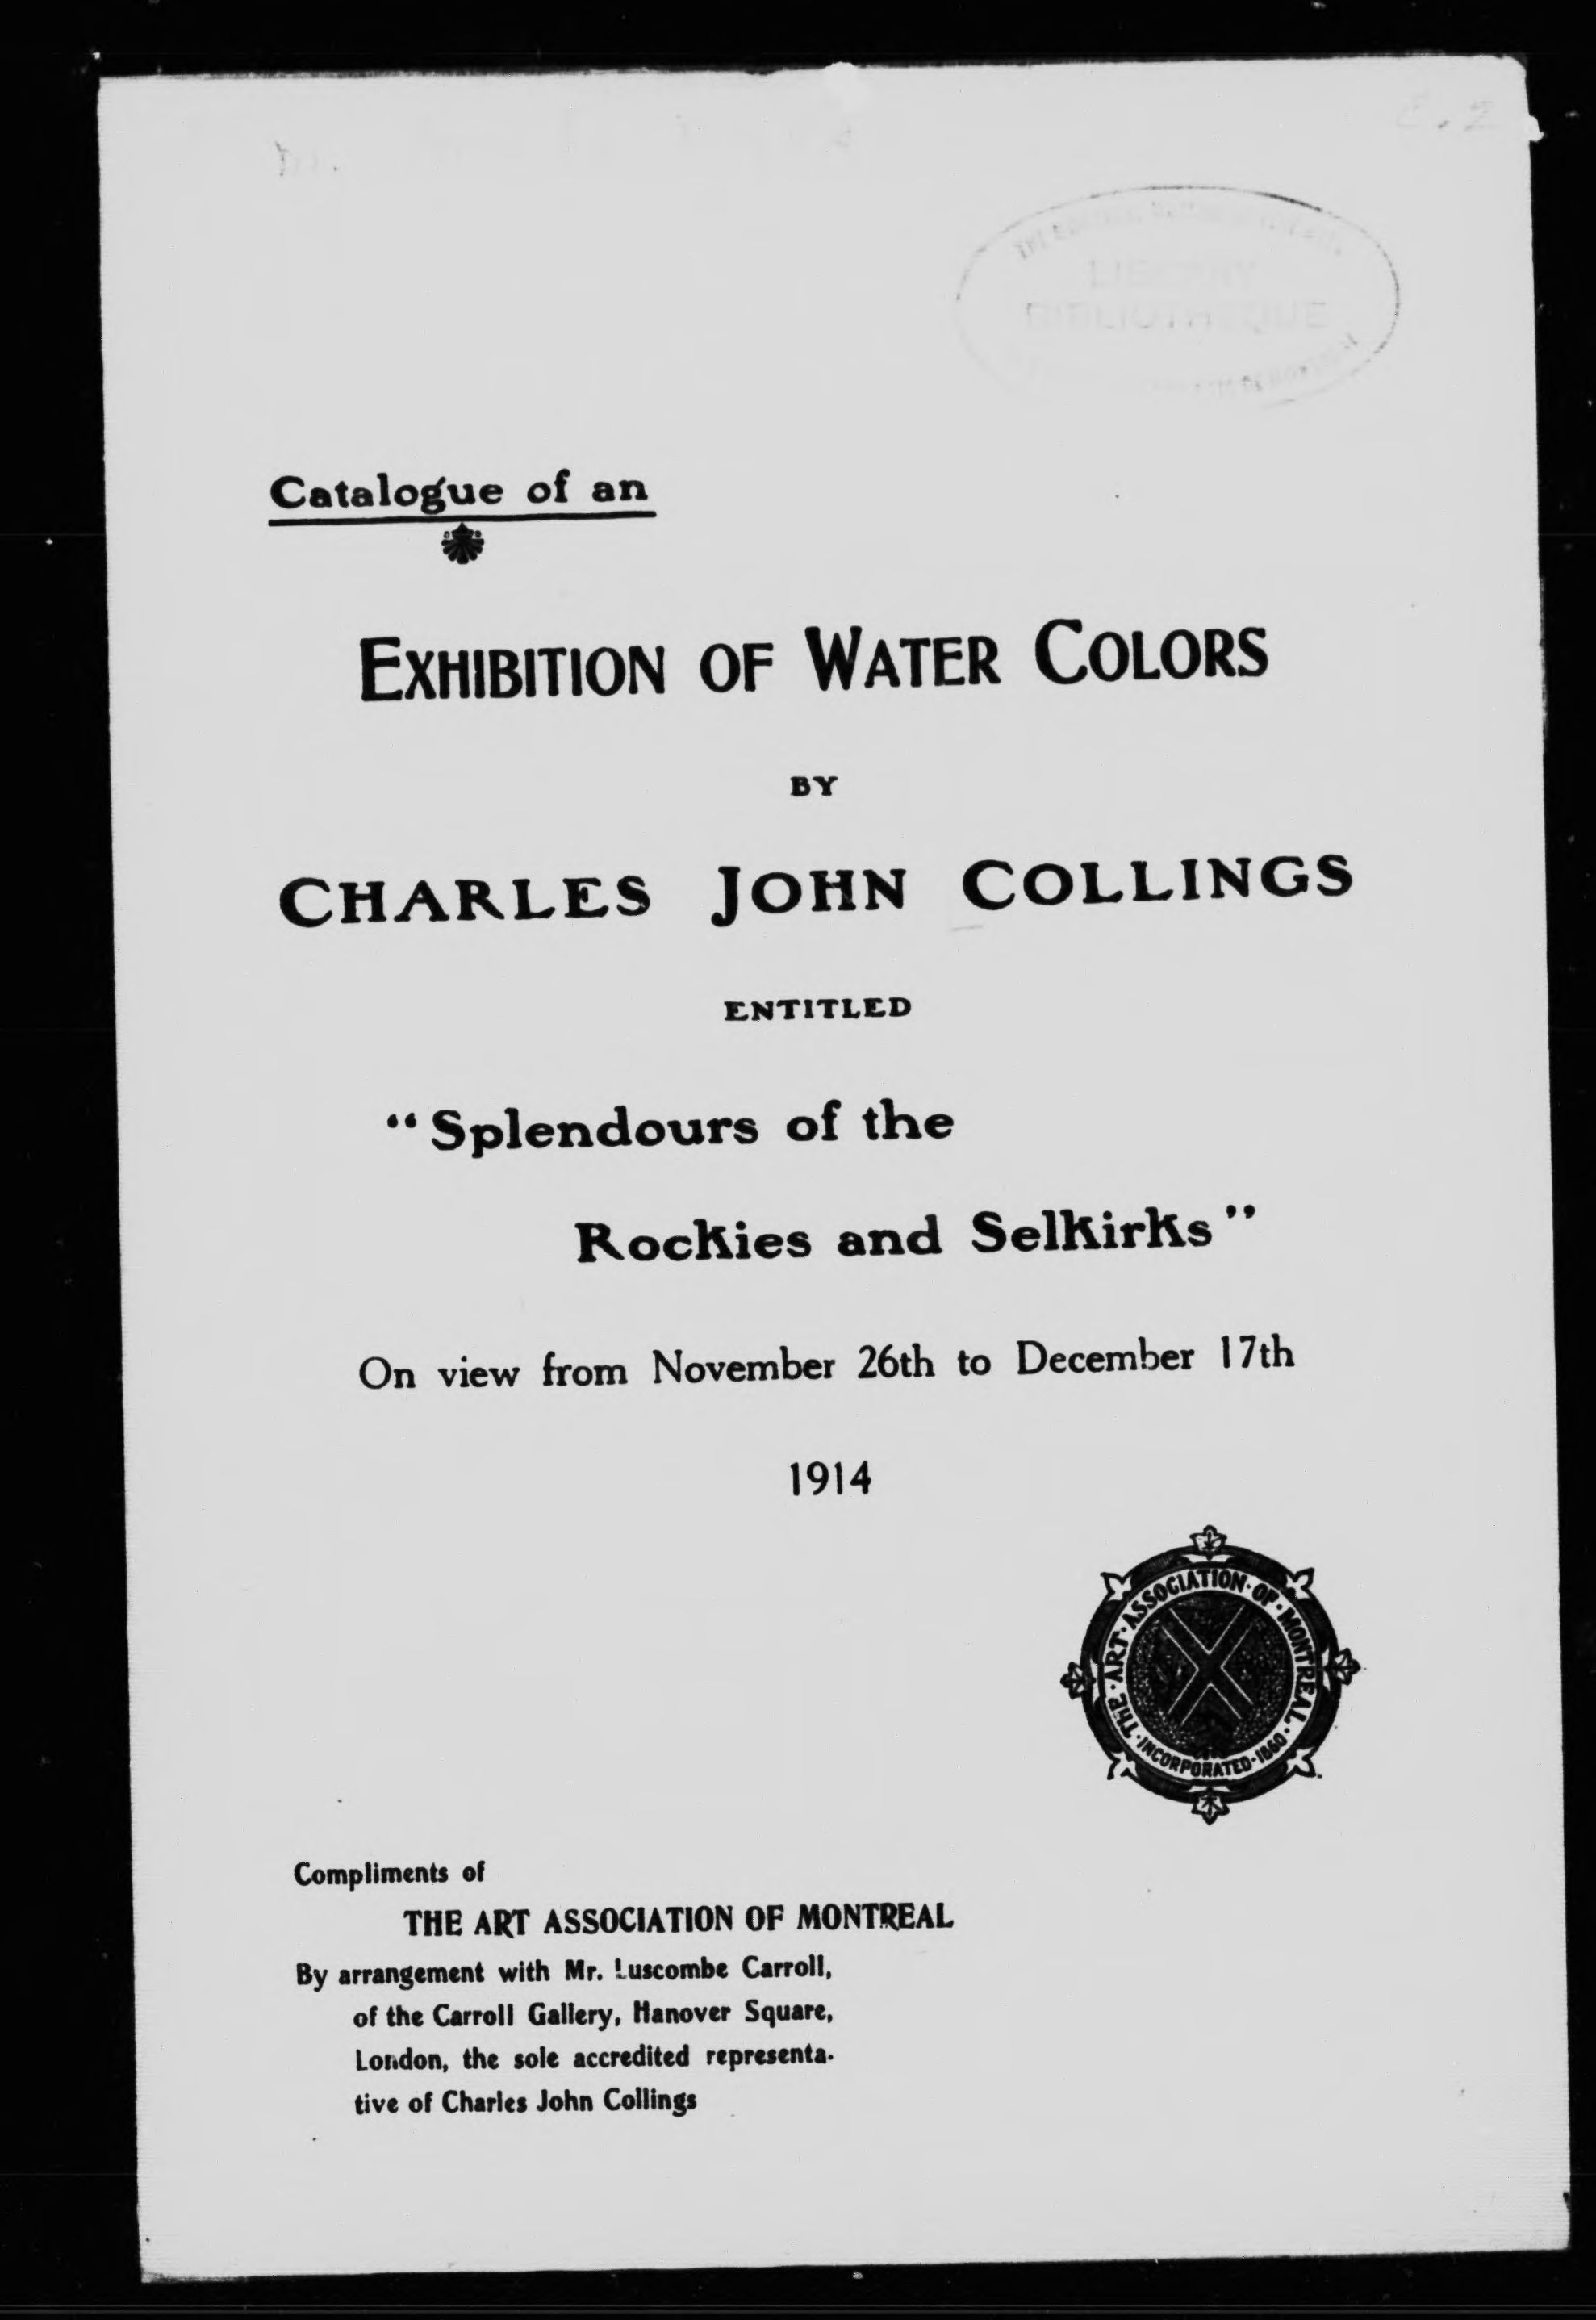 LIBRARY
BIBLIOTHEQUE
Catalogue of an
EXHIBITION OF WATER COLORS
BY
CHARLES JOHN COLLINGS
ENTITLED
“Splendours of the
Rockies and Selkirks”
On view from November 26th to December 17th
1914
THE · ART · ASSOCIATION · OF · MONTREAL ·
INCORPORATED · 1860 ·
Compliments of
THE ART ASSOCIATION OF MONTREAL
By arrangement with Mr. Luscombe Carroll,
of the Carroll Gallery, Hanover Square,
London, the sole accredited representa-
tive of Charles John Collings